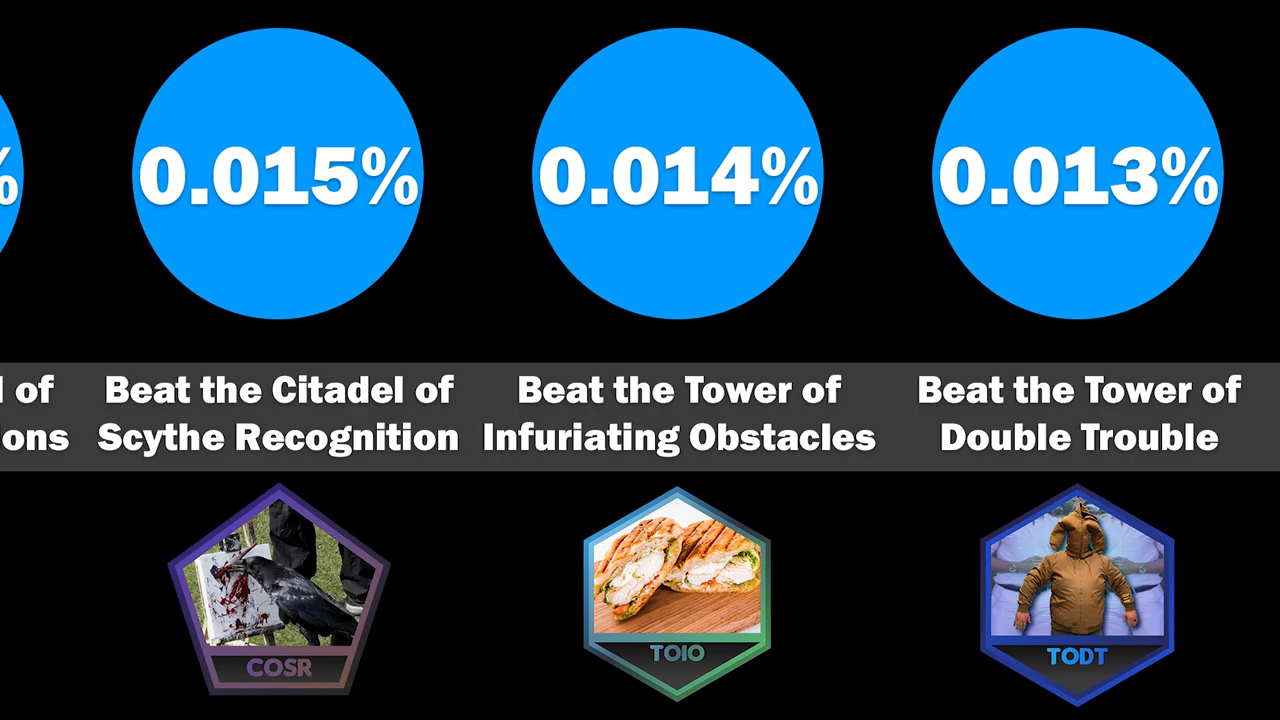 %
0.015%
0.014%
0.013%
of
Beat the Citadel of
Scythe Recognition
Beat the Tower of
Infuriating Obstacles
Beat the Tower of
Double Trouble
COSR
TOIO
TODT